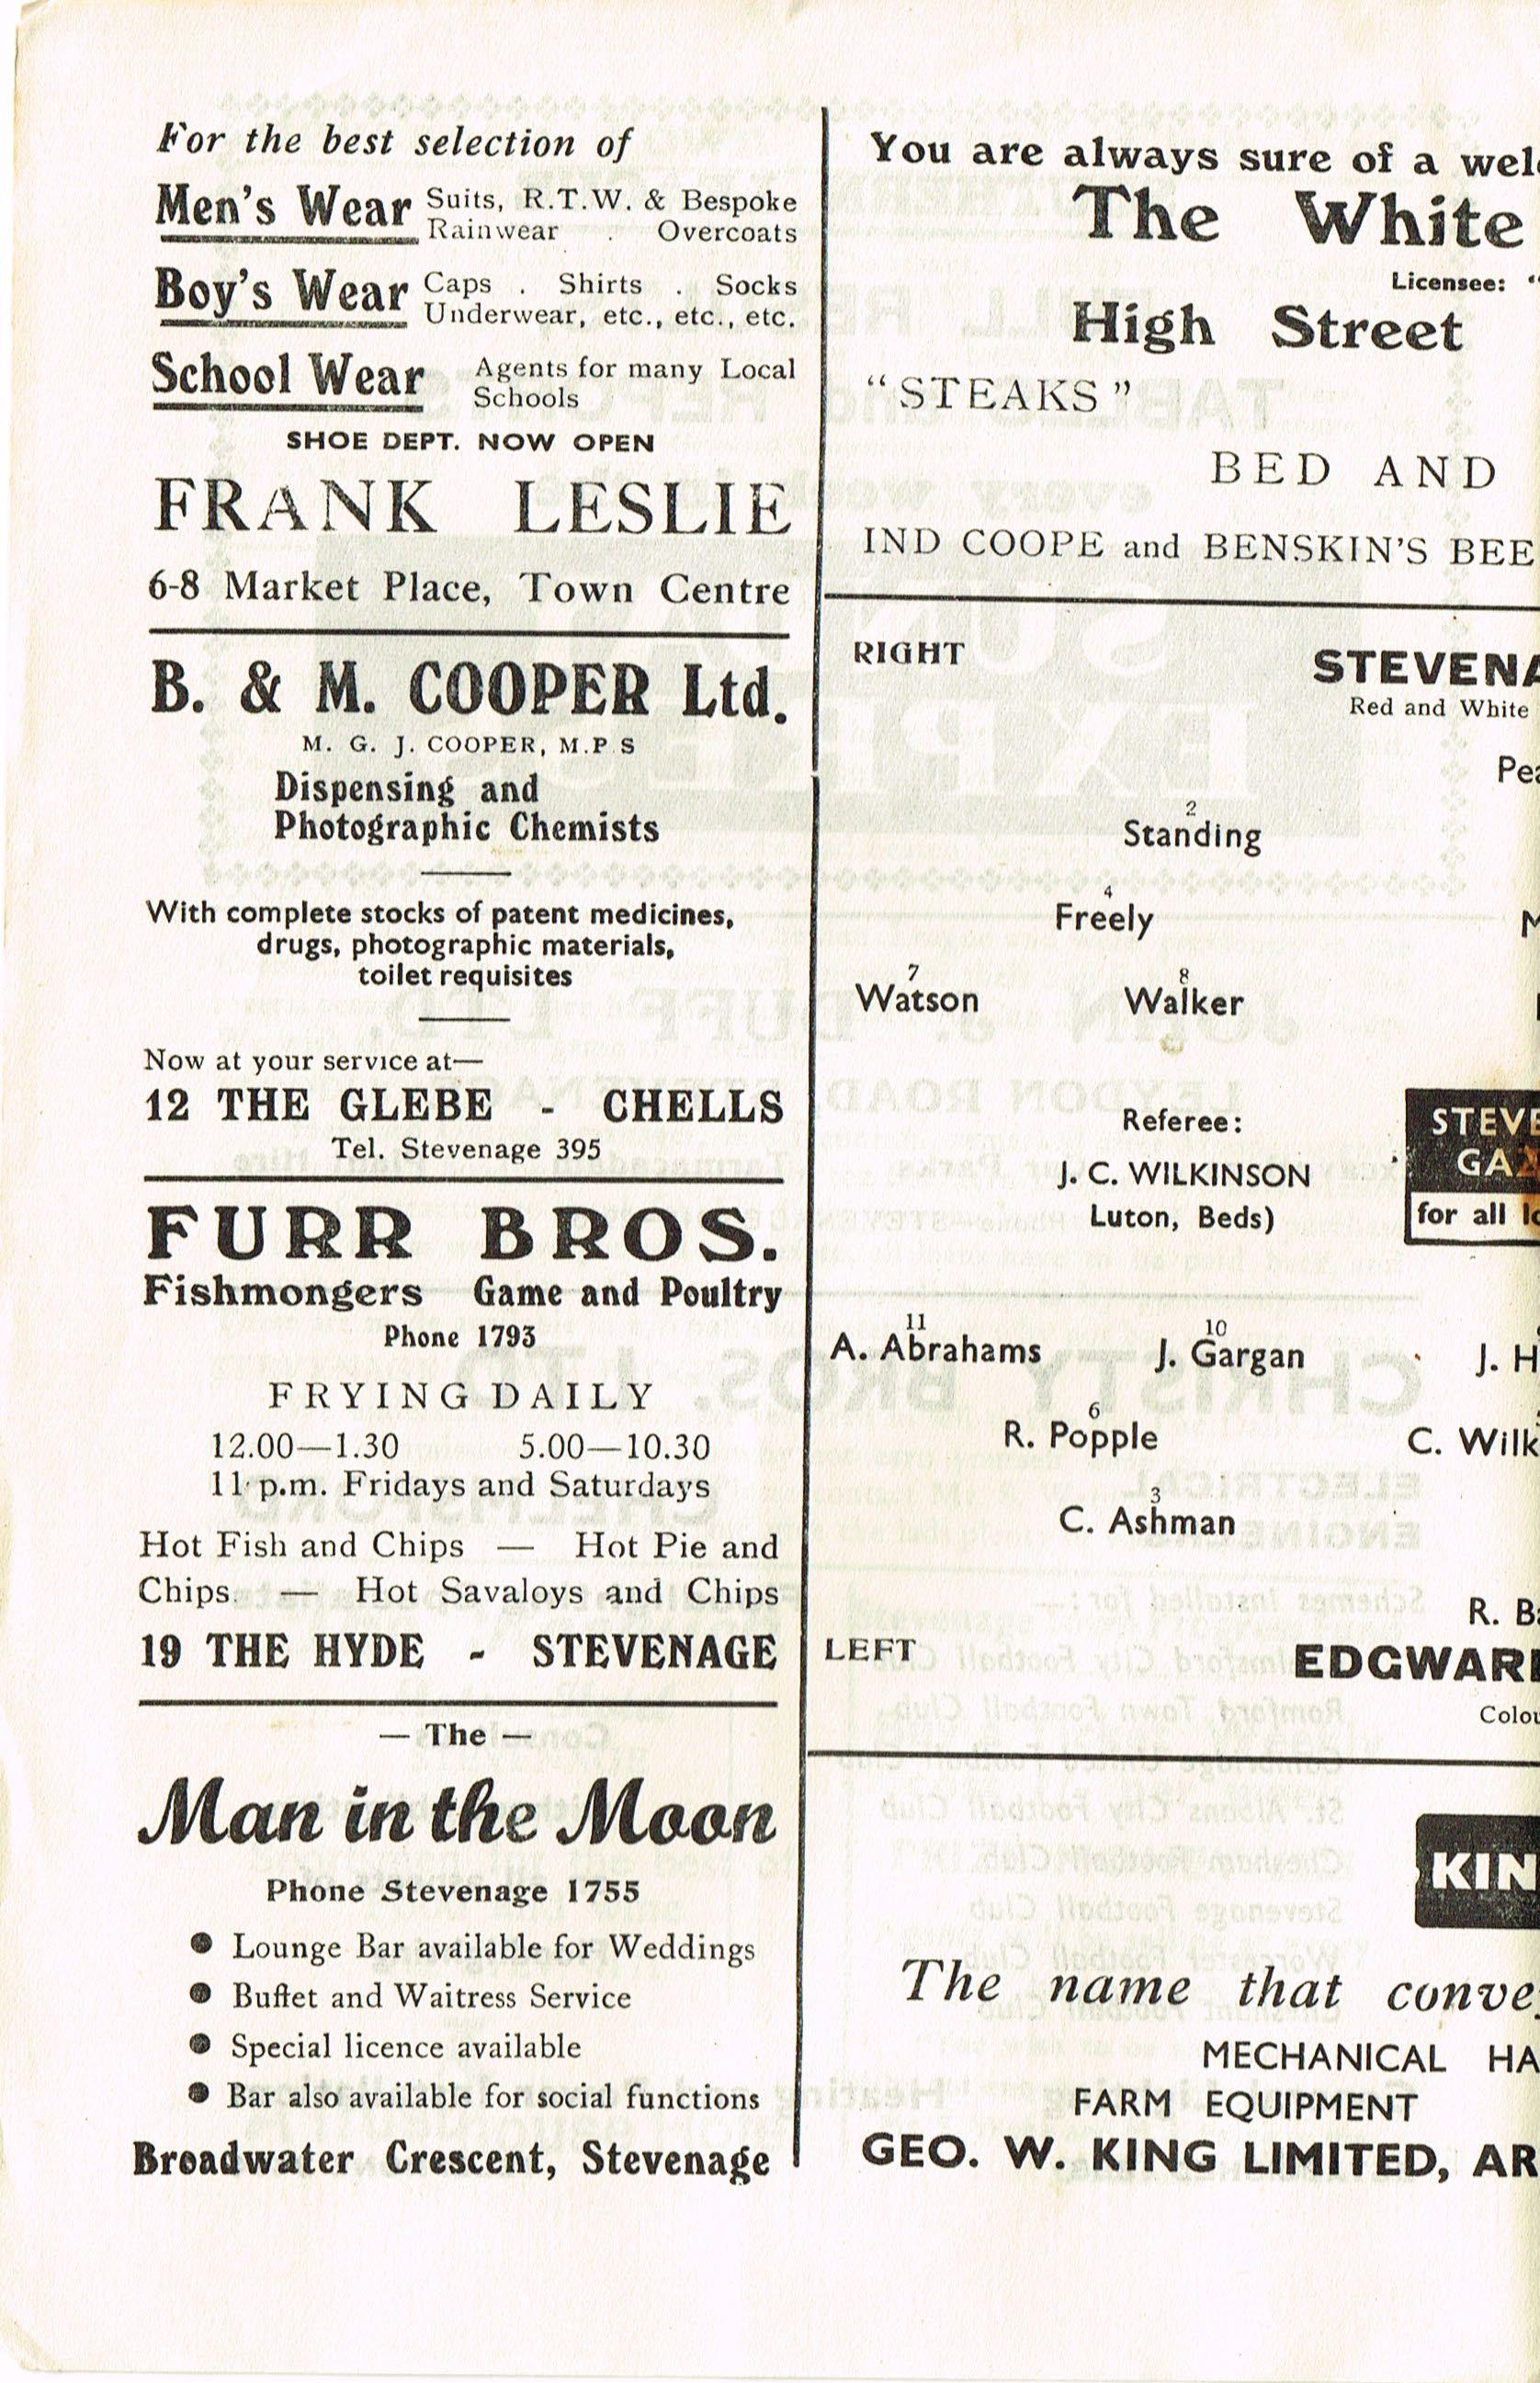 For the best selection of
Men's Wear Suits, R.T.W. & Bespoke
Rainwear . Overcoats
Boy's Wear Caps . Shirts . Socks
Underwear, etc., etc., etc.
School Wear Agents for many Local
Schools
SHOE DEPT. NOW OPEN
FRANK LESLIE
6-8 Market Place, Town Centre
B. & M. COOPER Ltd.
M. G. J. COOPER, M.P S
Dispensing and
Photographic Chemists
With complete stocks of patent medicines,
drugs, photographic materials,
toilet requisites
Now at your service at—
12 THE GLEBE - CHELLS
Tel. Stevenage 395
FURR BROS.
Fishmongers Game and Poultry
Phone 1793
FRYING DAILY
12.00—1.30 5.00—10.30
11 p.m. Fridays and Saturdays
Hot Fish and Chips — Hot Pie and
Chips. — Hot Savaloys and Chips
19 THE HYDE - STEVENAGE
— The —
Man in the Moon
Phone Stevenage 1755
● Lounge Bar available for Weddings
● Buffet and Waitress Service
● Special licence available
● Bar also available for social functions
Broadwater Crescent, Stevenage
You are always sure of a wel
The White
Licensee: "
High Street
"STEAKS"
BED AND
IND COOPE and BENSKIN'S BEE
RIGHT STEVENA
Red and White
Pea
2
Standing
4
Freely M
7 8
Watson Walker
Referee:
J. C. WILKINSON
Luton, Beds)
STEVE
GAZ
for all lo
11 10
A. Abrahams J. Gargan J. H
6
R. Popple C. Wilk
3
C. Ashman
R. Ba
LEFT EDGWAR
Colou
KIN
The name that conve
MECHANICAL HA
FARM EQUIPMENT
GEO. W. KING LIMITED, AR